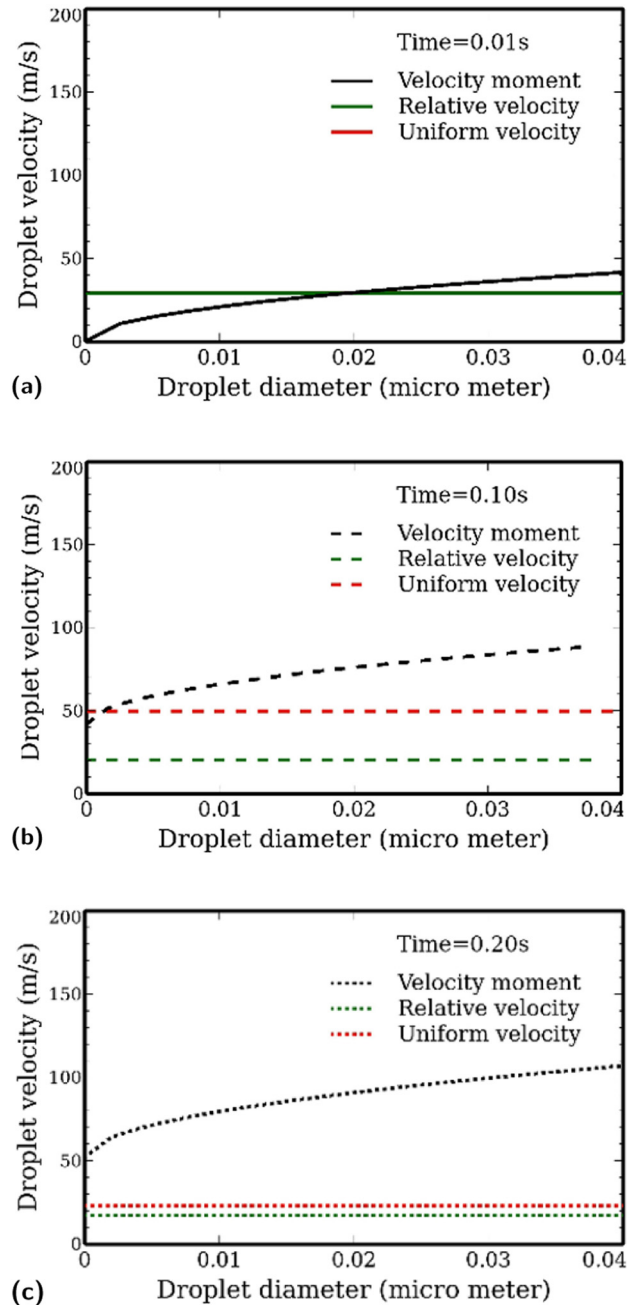 200
Time=0.01s
Velocity moment
Relative velocity
Uniform velocity
150
100
50
0
0 0.01 0.02 0.03 0.04
Droplet velocity (m/s)
Droplet diameter (micro meter)
(a)
200
Time=0.10s
Velocity moment
Relative velocity
Uniform velocity
150
100
50
0
0 0.01 0.02 0.03 0.04
Droplet velocity (m/s)
Droplet diameter (micro meter)
(b)
200
Time=0.20s
Velocity moment
Relative velocity
Uniform velocity
150
100
50
0
0 0.01 0.02 0.03 0.04
Droplet velocity (m/s)
Droplet diameter (micro meter)
(c)